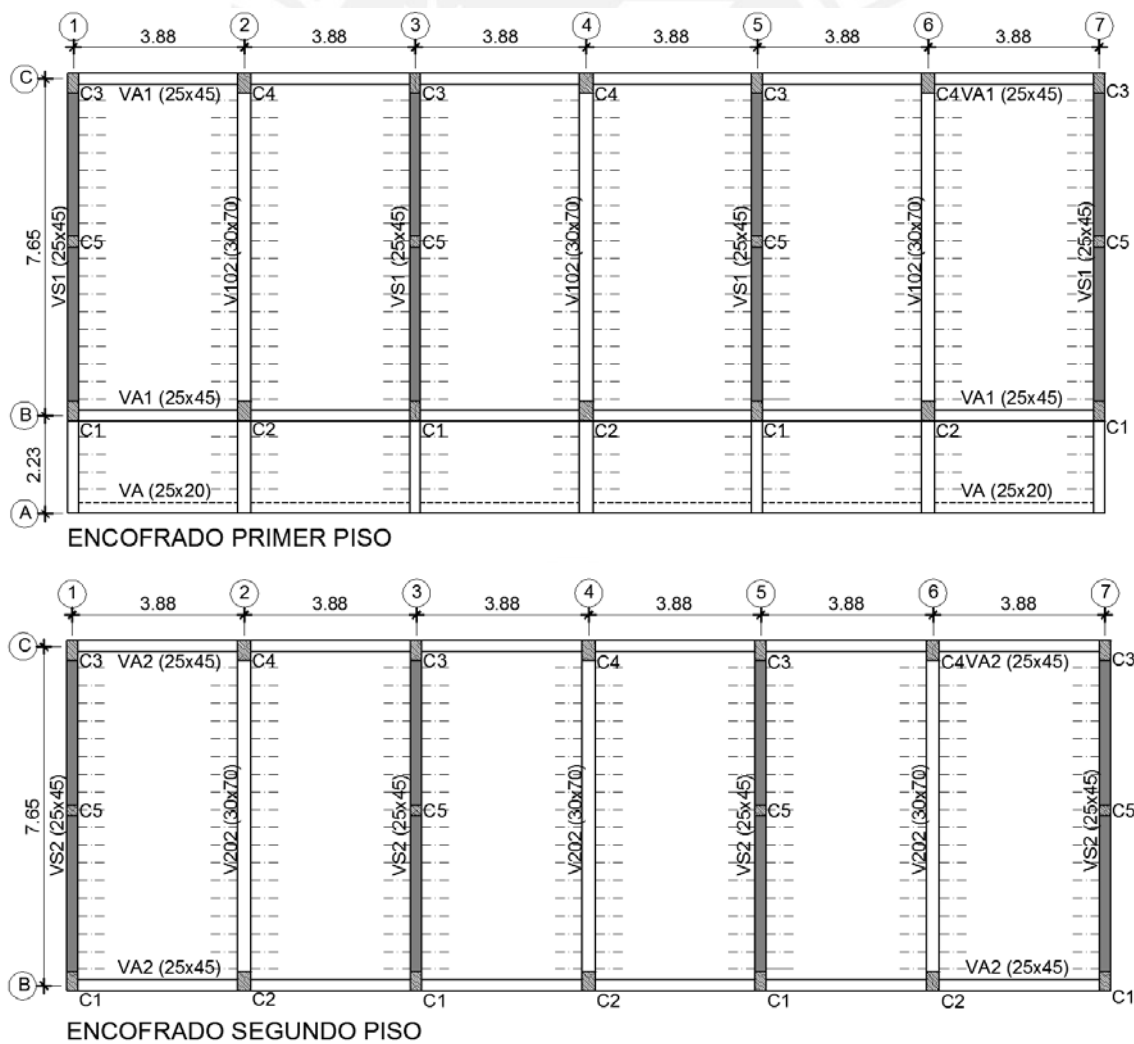 1 2 3 4 5 6 7
3.88 3.88 3.88 3.88 3.88 3.88
C
C3 VA1 (25x45) C4 C3 C4 C3 C4 VA1 (25x45) C3
7.65 VS1 (25x45) C5 V102 (30x70) VS1 (25x45) C5 V102 (30x70) VS1 (25x45) C5 V102 (30x70) VS1 (25x45) C5
VA1 (25x45) VA1 (25x45)
B
C1 C2 C1 C2 C1 C2 C1
2.23
VA (25x20) VA (25x20)
A
ENCOFRADO PRIMER PISO
1 2 3 4 5 6 7
3.88 3.88 3.88 3.88 3.88 3.88
C
C3 VA2 (25x45) C4 C3 C4 C3 C4 VA2 (25x45) C3
7.65 VS2 (25x45) C5 V202 (30x70) VS2 (25x45) C5 V202 (30x70) VS2 (25x45) C5 V202 (30x70) VS2 (25x45) C5
VA2 (25x45) VA2 (25x45)
B
C1 C2 C1 C2 C1 C2 C1
ENCOFRADO SEGUNDO PISO